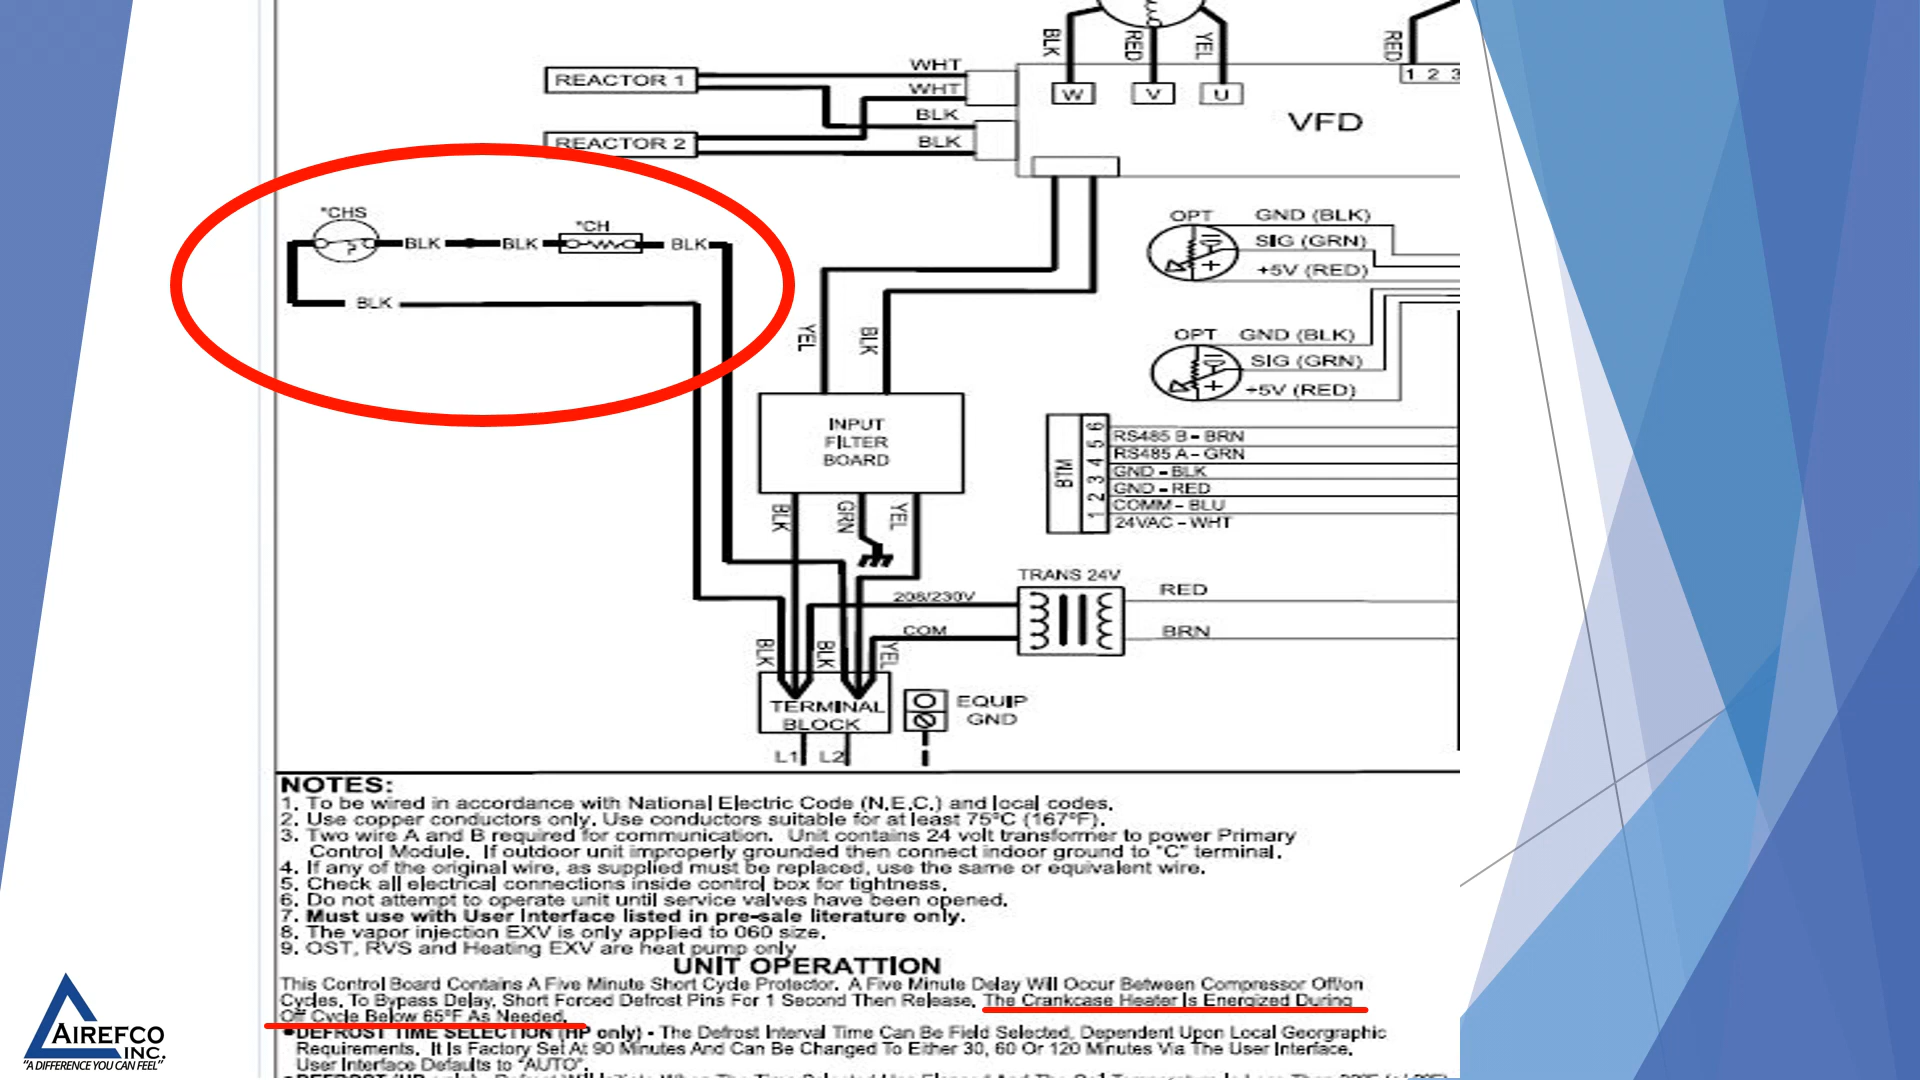 BLK
RED
YEL
RED
WHT
REACTOR 1
1 2 3
WHT
W
V
U
BLK
VFD
REACTOR 2
BLK
*CHS
*CH
OPT
GND (BLK)
BLK
BLK
BLK
SIG (GRN)
+5V (RED)
BLK
YEL
BLK
OPT
GND (BLK)
SIG (GRN)
+5V (RED)
INPUT
FILTER
BOARD
BTM
6
5
4
3
2
1
RS485 B - BRN
RS485 A - GRN
GND - BLK
GND - RED
COMM - BLU
24VAC - WHT
BLK
GRN
YEL
TRANS 24V
208/230V
RED
COM
BRN
BLK
BLK
YEL
TERMINAL
BLOCK
EQUIP
GND
L1
L2
NOTES:
1. To be wired in accordance with National Electric Code (N.E.C.) and local codes.
2. Use copper conductors only. Use conductors suitable for at least 75°C (167°F).
3. Two wire A and B required for communication. Unit contains 24 volt transformer to power Primary
Control Module. If outdoor unit improperly grounded then connect indoor ground to "C" terminal.
4. If any of the original wire, as supplied must be replaced, use the same or equivalent wire.
5. Check all electrical connections inside control box for tightness.
6. Do not attempt to operate unit until service valves have been opened.
7. Must use with User Interface listed in pre-sale literature only.
8. The vapor injection EXV is only applied to 060 size.
9. OST, RVS and Heating EXV are heat pump only
UNIT OPERATTION
This Control Board Contains A Five Minute Short Cycle Protector. A Five Minute Delay Will Occur Between Compressor Off/on
Cycles. To Bypass Delay, Short Forced Defrost Pins For 1 Second Then Release. The Crankcase Heater Is Energized During
Off Cycle Below 65°F As Needed.
•DEFROST TIME SELECTION (HP only) - The Defrost Interval Time Can Be Field Selected, Dependent Upon Local Georgraphic
Requirements. It Is Factory Set At 90 Minutes And Can Be Changed To Either 30, 60 Or 120 Minutes Via The User Interface.
User Interface Defaults to "AUTO".
AIREFCO
INC.
"A DIFFERENCE YOU CAN FEEL"